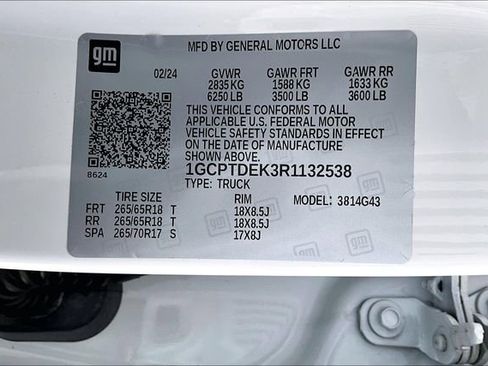 gm
MFD BY GENERAL MOTORS LLC
02/24 GVWR GAWR FRT GAWR RR
2835 KG 1588 KG 1633 KG
6250 LB 3500 LB 3600 LB
THIS VEHICLE CONFORMS TO ALL
APPLICABLE U.S. FEDERAL MOTOR
VEHICLE SAFETY STANDARDS IN EFFECT
ON THE DATE OF MANUFACTURE
SHOWN ABOVE.
8624
1GCPTDEK3R1132538
TYPE: TRUCK
TIRE SIZE RIM MODEL: 3814G43
FRT 265/65R18 T 18X8.5J
RR 265/65R18 T 18X8.5J
SPA 265/70R17 S 17X8J